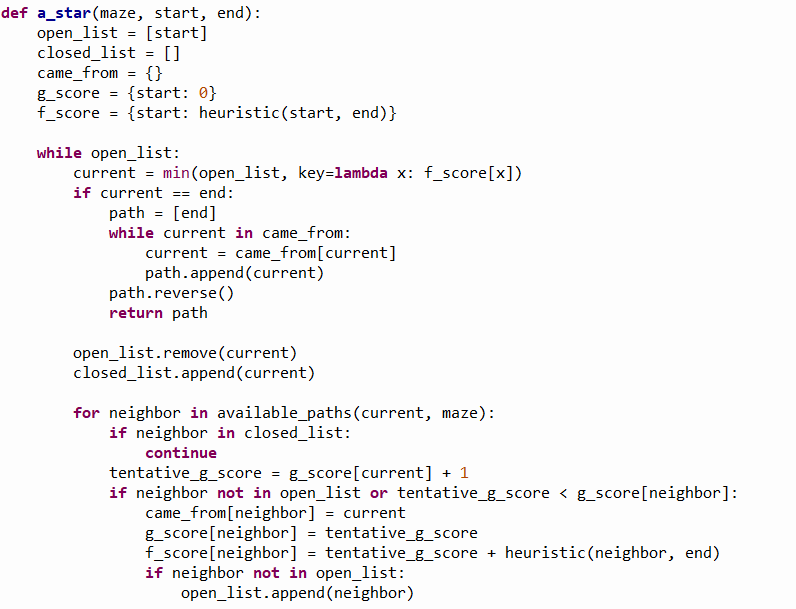 def a_star(maze, start, end):
    open_list = [start]
    closed_list = []
    came_from = {}
    g_score = {start: 0}
    f_score = {start: heuristic(start, end)}

    while open_list:
        current = min(open_list, key=lambda x: f_score[x])
        if current == end:
            path = [end]
            while current in came_from:
                current = came_from[current]
                path.append(current)
            path.reverse()
            return path

        open_list.remove(current)
        closed_list.append(current)

        for neighbor in available_paths(current, maze):
            if neighbor in closed_list:
                continue
            tentative_g_score = g_score[current] + 1
            if neighbor not in open_list or tentative_g_score < g_score[neighbor]:
                came_from[neighbor] = current
                g_score[neighbor] = tentative_g_score
                f_score[neighbor] = tentative_g_score + heuristic(neighbor, end)
                if neighbor not in open_list:
                    open_list.append(neighbor)